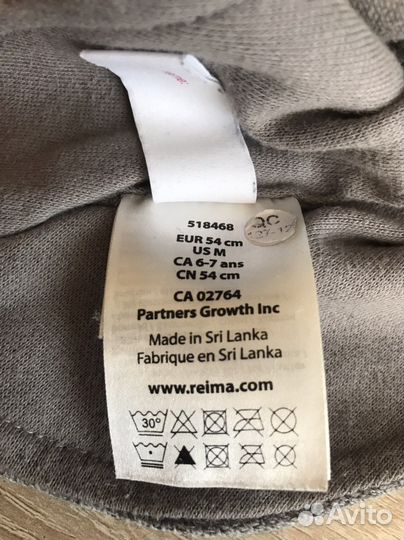 518468
QC
EUR 54 cm
US M
CA 6-7 ans
CN 54 cm
CA 02764
Partners Growth Inc
Made in Sri Lanka
Fabrique en Sri Lanka
www.reima.com
30°
Avito